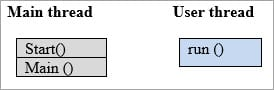 Main thread
User thread
Start()
Main ()
run ()